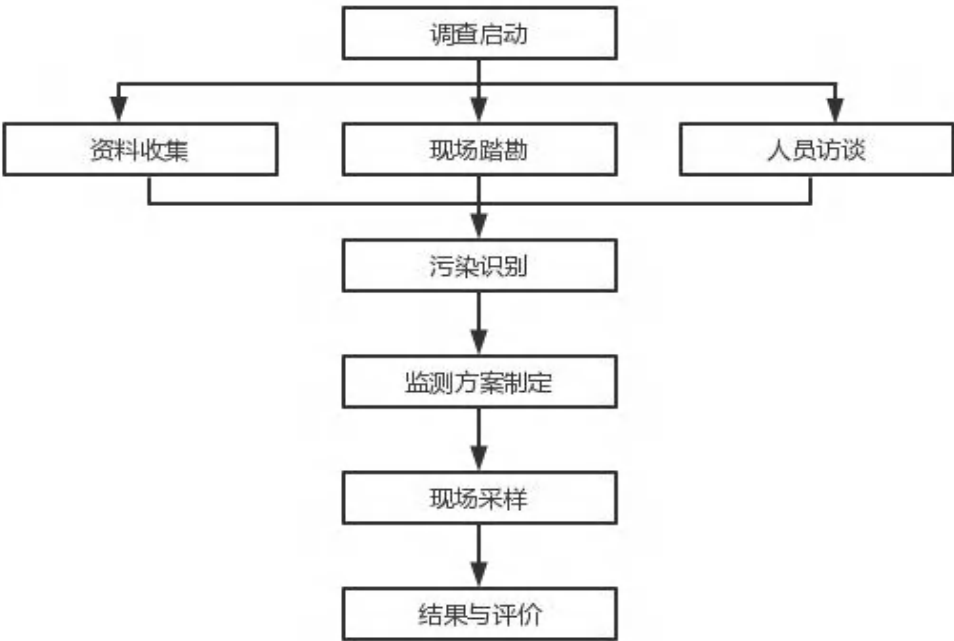 调查启动
资料收集
现场踏勘
人员访谈
污染识别
监测方案制定
现场采样
结果与评价